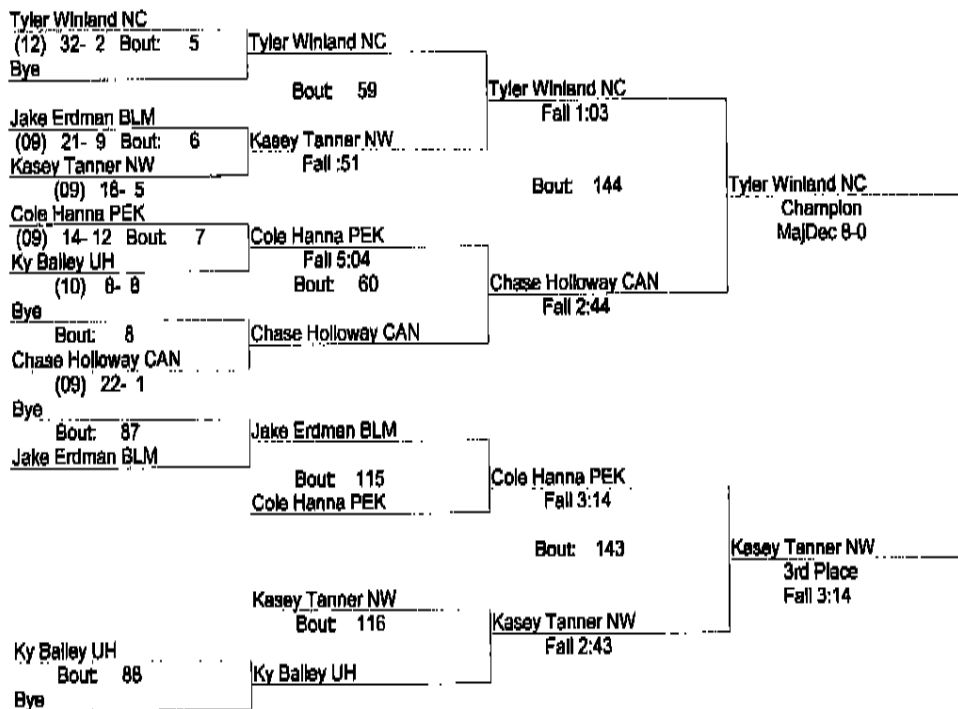 Tyler Winland NC
(12) 32- 2 Bout: 5
Bye
Tyler Winland NC
Bout: 59
Jake Erdman BLM
(09) 21- 9 Bout: 6
Kasey Tanner NW
(09) 16- 5
Kasey Tanner NW
Fall :51
Tyler Winland NC
Fall 1:03
Cole Hanna PEK
(09) 14- 12 Bout: 7
Ky Bailey UH
(10) 8- 8
Cole Hanna PEK
Fall 5:04
Bout: 60
Bye
Bout: 8
Chase Holloway CAN
(09) 22- 1
Chase Holloway CAN
Chase Holloway CAN
Fall 2:44
Bout: 144
Tyler Winland NC
Champion
MajDec 8-0
Bye
Bout: 87
Jake Erdman BLM
Jake Erdman BLM
Bout: 115
Cole Hanna PEK
Cole Hanna PEK
Fall 3:14
Bout: 143
Kasey Tanner NW
3rd Place
Fall 3:14
Kasey Tanner NW
Bout: 116
Ky Bailey UH
Bout: 88
Bye
Ky Bailey UH
Kasey Tanner NW
Fall 2:43